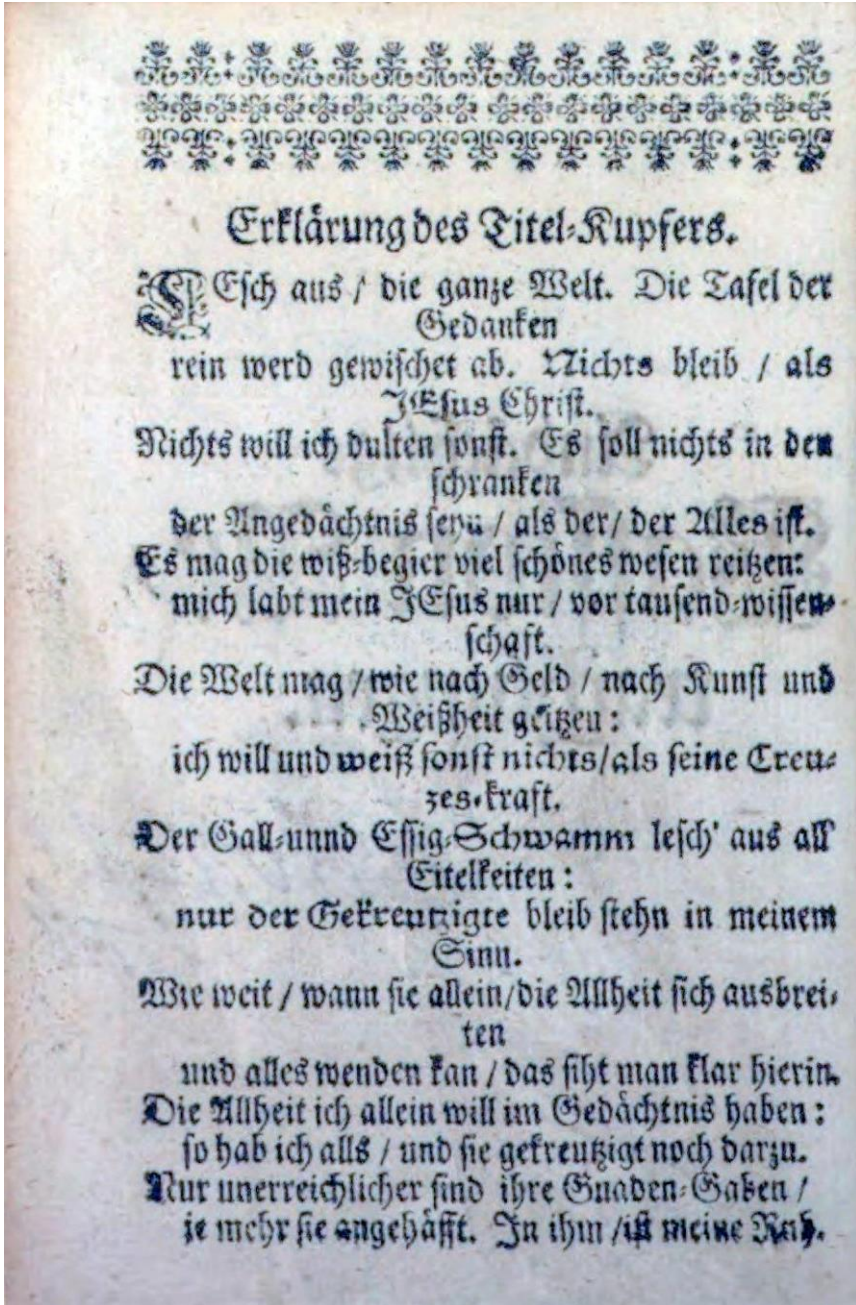 Erklärung des Titel-Kupfers.
LEsch aus / die ganze Welt. Die Tafel der
Gedanken
rein werd gewischet ab. Nichts bleib / als
JEsus Christ.
Nichts will ich dulten sonst. Es soll nichts in den
schranken
der Angedächtnis seyn / als der / der Alles ist.
Es mag die wiß-begier viel schönes wesen reitzen:
mich labt mein JEsus nur / vor tausend-wissen-
schaft.
Die Welt mag / wie nach Geld / nach Kunst und
Weißheit geitzen:
ich will und weiß sonst nichts / als seine Creu-
zes-kraft.
Der Gall-unnd Essig-Schwamm lesch' aus all'
Eitelkeiten:
nur der Gekreutzigte bleib stehn in meinem
Sinn.
Wie weit / wann sie allein / die Allheit sich ausbrei-
ten
und alles wenden kan / das siht man klar hierin.
Die Allheit ich allein will im Gedächtnis haben:
so hab ich alls / und sie gekreutzigt noch darzu.
Nur unerreichlicher sind ihre Gnaden-Gaben /
je mehr sie angehäfft. In ihm / ist meine Ruh.